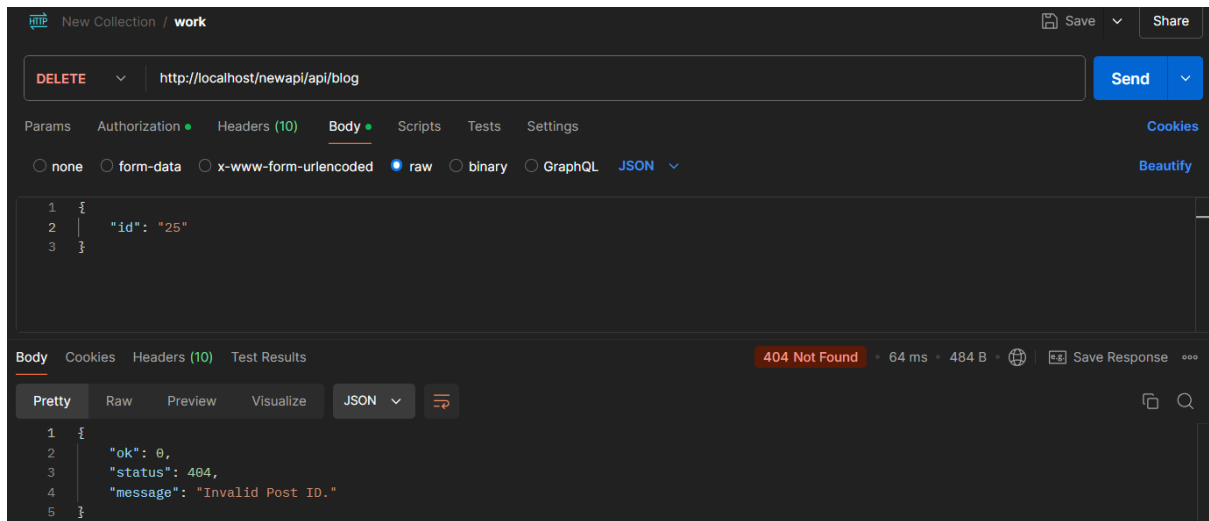 HTTP New Collection / work Save Share
DELETE http://localhost/newapi/api/blog Send
Params Authorization Headers (10) Body Scripts Tests Settings Cookies
none form-data x-www-form-urlencoded raw binary GraphQL JSON Beautify
1 {
2 "id": "25"
3 }
Body Cookies Headers (10) Test Results 404 Not Found 64 ms 484 B e.g. Save Response
Pretty Raw Preview Visualize JSON
1 {
2 "ok": 0,
3 "status": 404,
4 "message": "Invalid Post ID."
5 }